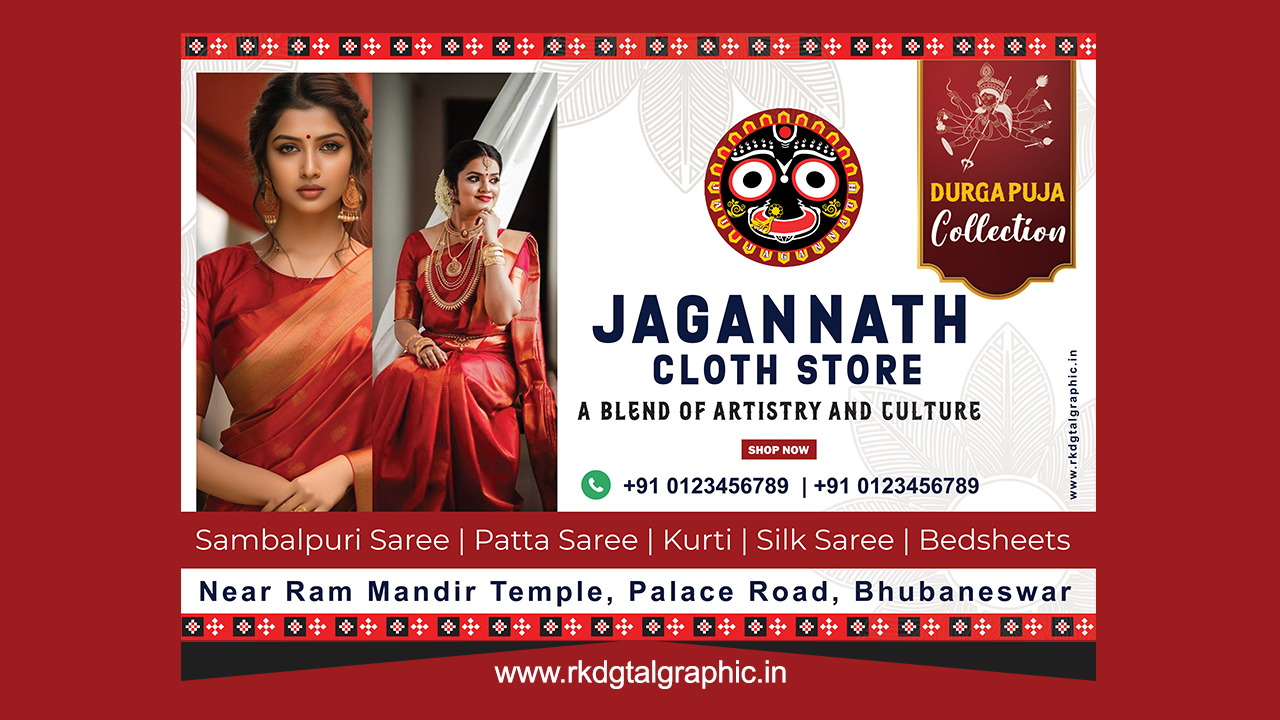 DURGA PUJA
Collection
JAI JAGANNATH
JAGANNATH
CLOTH STORE
A BLEND OF ARTISTRY AND CULTURE
SHOP NOW
+91 0123456789 | +91 0123456789
www.rkdgtalgraphic.in
Sambalpuri Saree | Patta Saree | Kurti | Silk Saree | Bedsheets
Near Ram Mandir Temple, Palace Road, Bhubaneswar
www.rkdgtalgraphic.in